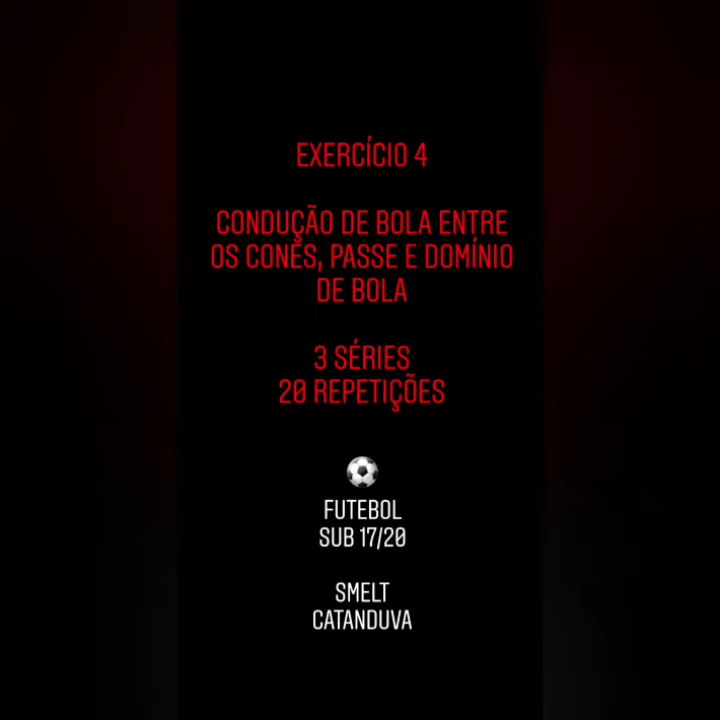 EXERCÍCIO 4
CONDUÇÃO DE BOLA ENTRE
OS CONES, PASSE E DOMÍNIO
DE BOLA
3 SÉRIES
20 REPETIÇÕES
FUTEBOL
SUB 17/20
SMELT
CATANDUVA